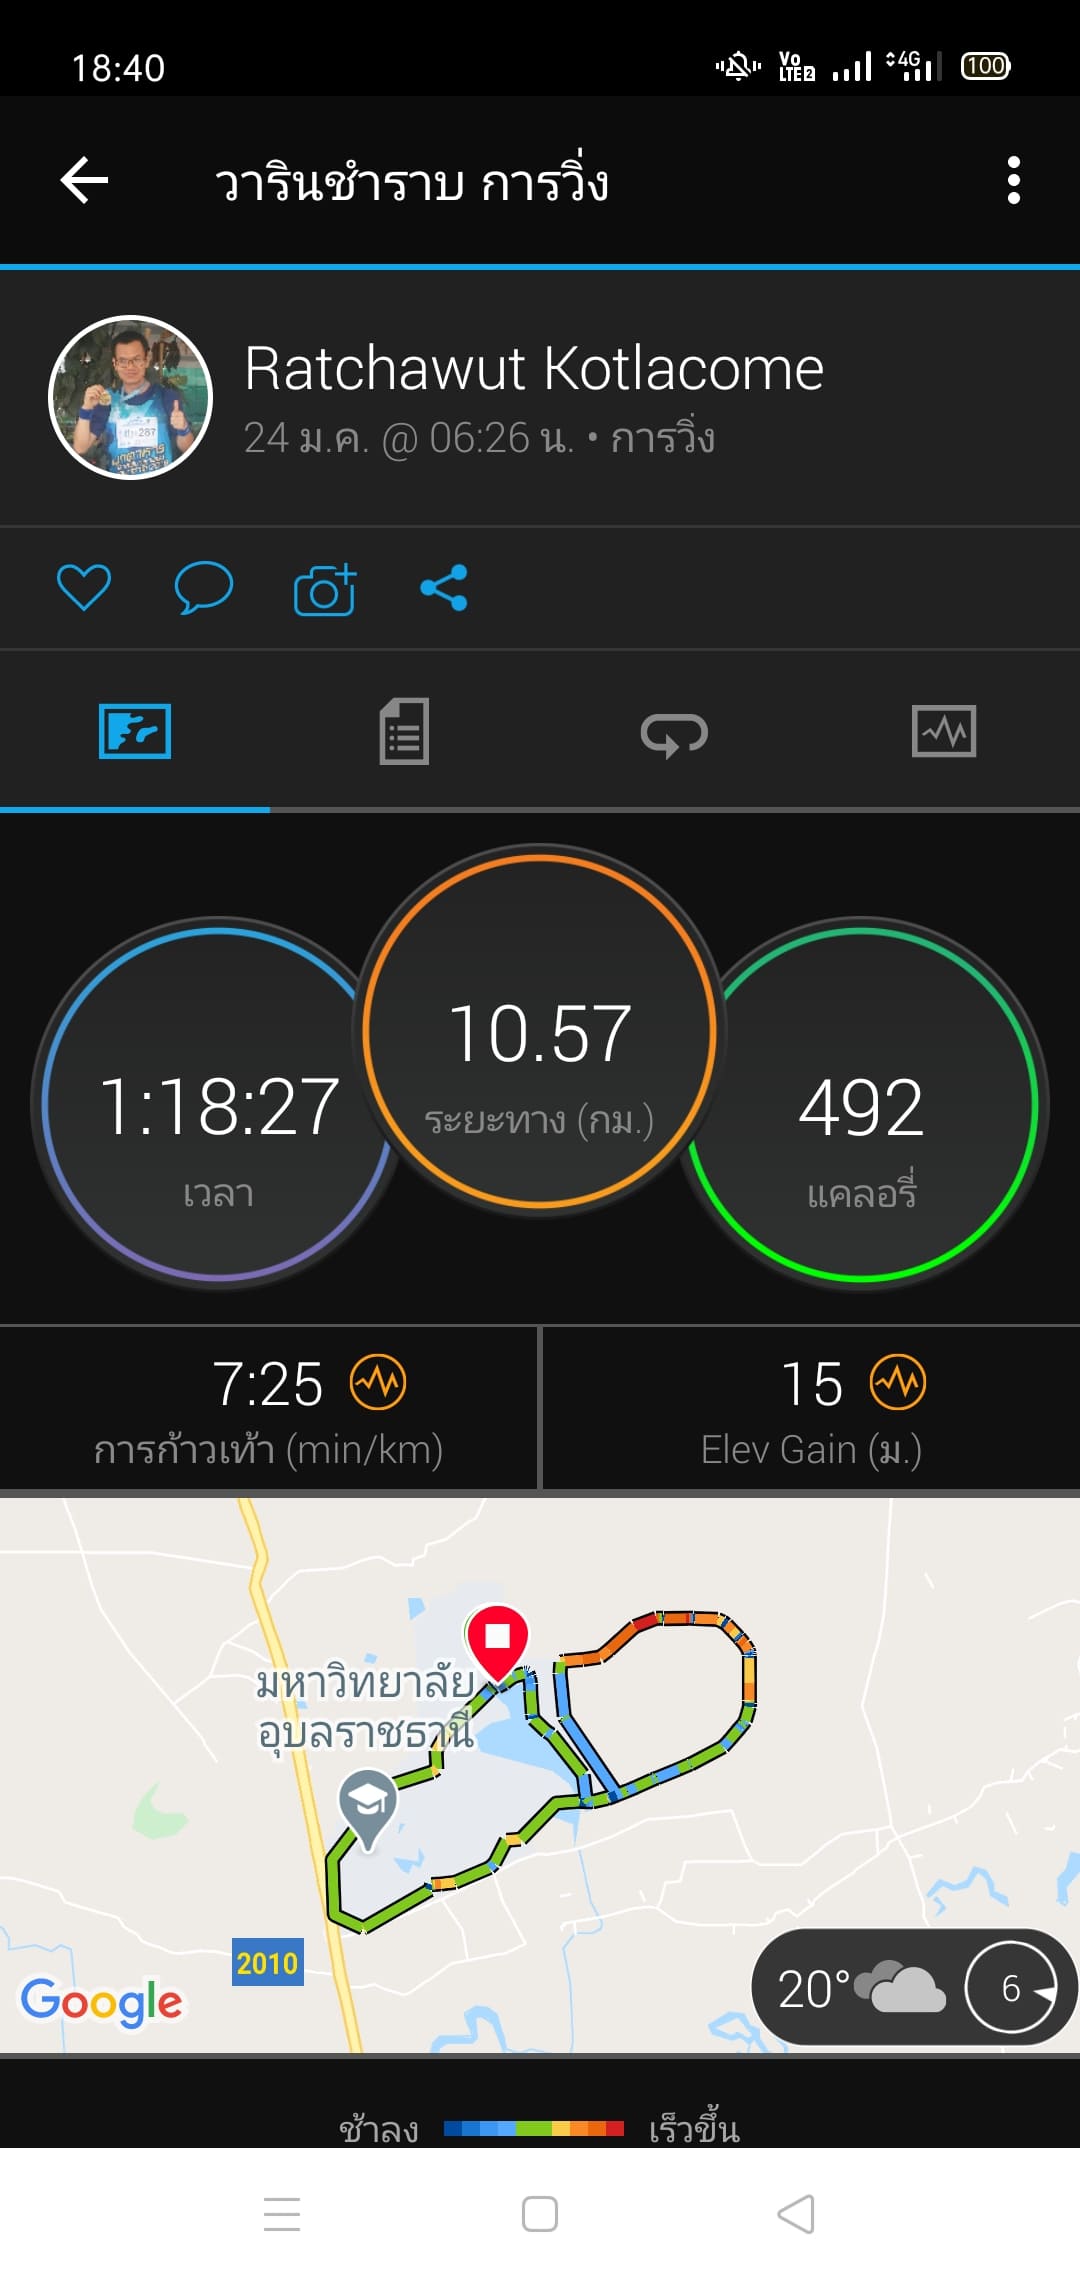 18:40
Vo
LTE 2
4G
100
วารินชำราบ การวิ่ง
Ratchawut Kotlacome
24 ม.ค. @ 06:26 น. • การวิ่ง
10.57
ระยะทาง (กม.)
1:18:27
เวลา
492
แคลอรี่
7:25
การก้าวเท้า (min/km)
15
Elev Gain (ม.)
มหาวิทยาลัย
อุบลราชธานี
2010
Google
20°
6
ช้าลง
เร็วขึ้น